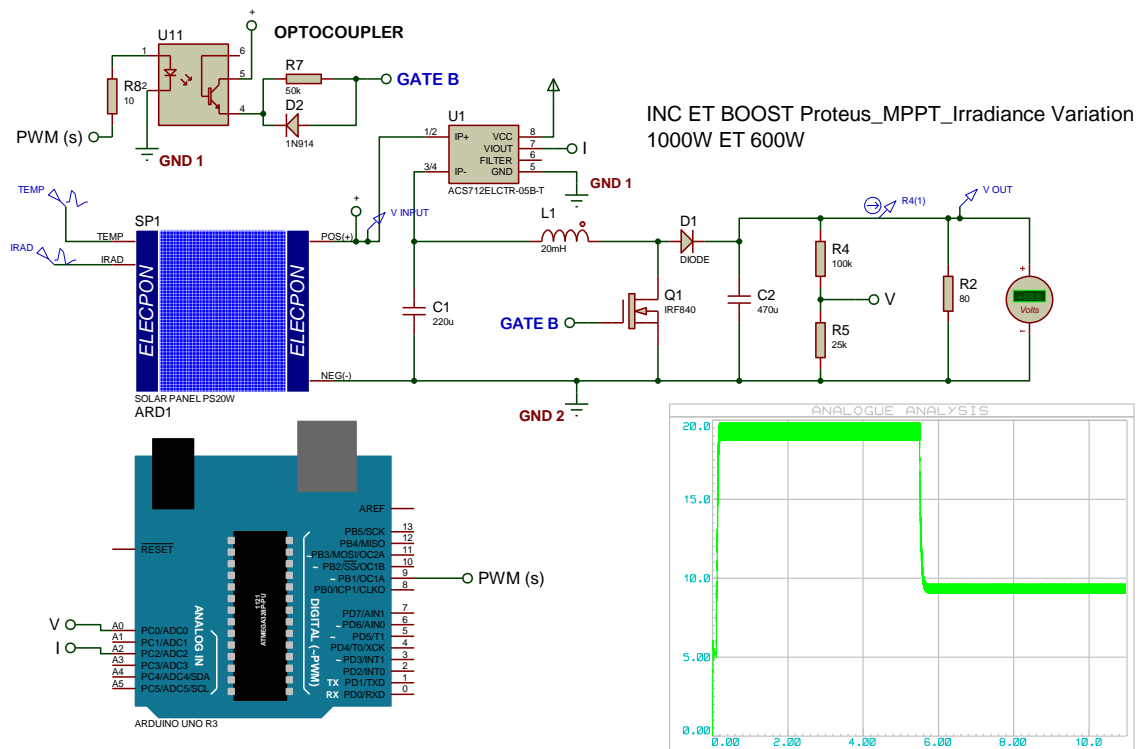 U11
OPTOCOUPLER
+
1
6
5
4
2
R8
10
R7
50k
D2
1N914
GATE B
PWM (s)
GND 1
U1
1/2
IP+
VCC
8
VIOUT
7
I
FILTER
6
3/4
IP-
GND
5
ACS712ELCTR-05B-T
GND 1
INC ET BOOST Proteus_MPPT_Irradiance Variation
1000W ET 600W
TEMP
IRAD
SP1
TEMP
IRAD
ELECPON
ELECPON
POS(+)
NEG(-)
SOLAR PANEL PS20W
+
V INPUT
C1
220u
L1
20mH
D1
DIODE
Q1
IRF840
GATE B
C2
470u
R4(1)
V OUT
R4
100k
V
R5
25k
R2
80
+
+88.8
Volts
-
GND 2
ARD1
AREF
RESET
PB5/SCK
13
PB4/MISO
12
~PB3/MOSI/OC2A
11
~ PB2/SS/OC1B
10
~ PB1/OC1A
9
PWM (s)
PB0/ICP1/CLKO
8
PD7/AIN1
7
~PD6/AIN0
6
~ PD5/T1
5
PD4/T0/XCK
4
~PD3/INT1
3
PD2/INT0
2
TX PD1/TXD
1
RX PD0/RXD
0
DIGITAL (~PWM)
ANALOG IN
1121
ATMEGA328P-PU
V
A0
PC0/ADC0
A1
PC1/ADC1
I
A2
PC2/ADC2
A3
PC3/ADC3
A4
PC4/ADC4/SDA
A5
PC5/ADC5/SCL
ARDUINO UNO R3
ANALOGUE ANALYSIS
20.0
15.0
10.0
5.00
0.00
0.00 2.00 4.00 6.00 8.00 10.0